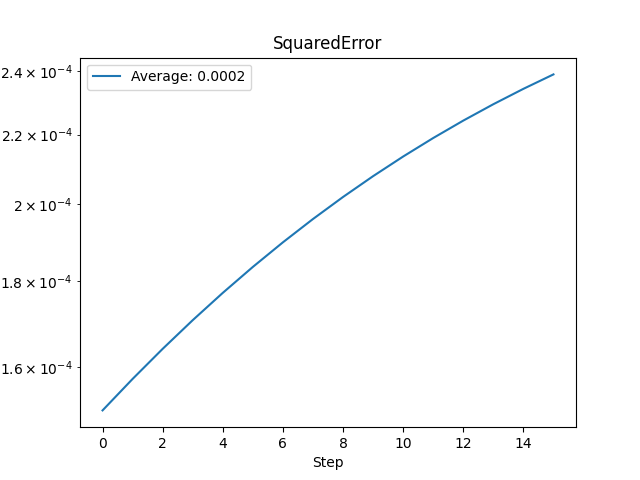 SquaredError
Average: 0.0002
2.4 × 10⁻⁴
2.2 × 10⁻⁴
2 × 10⁻⁴
1.8 × 10⁻⁴
1.6 × 10⁻⁴
0 2 4 6 8 10 12 14
Step